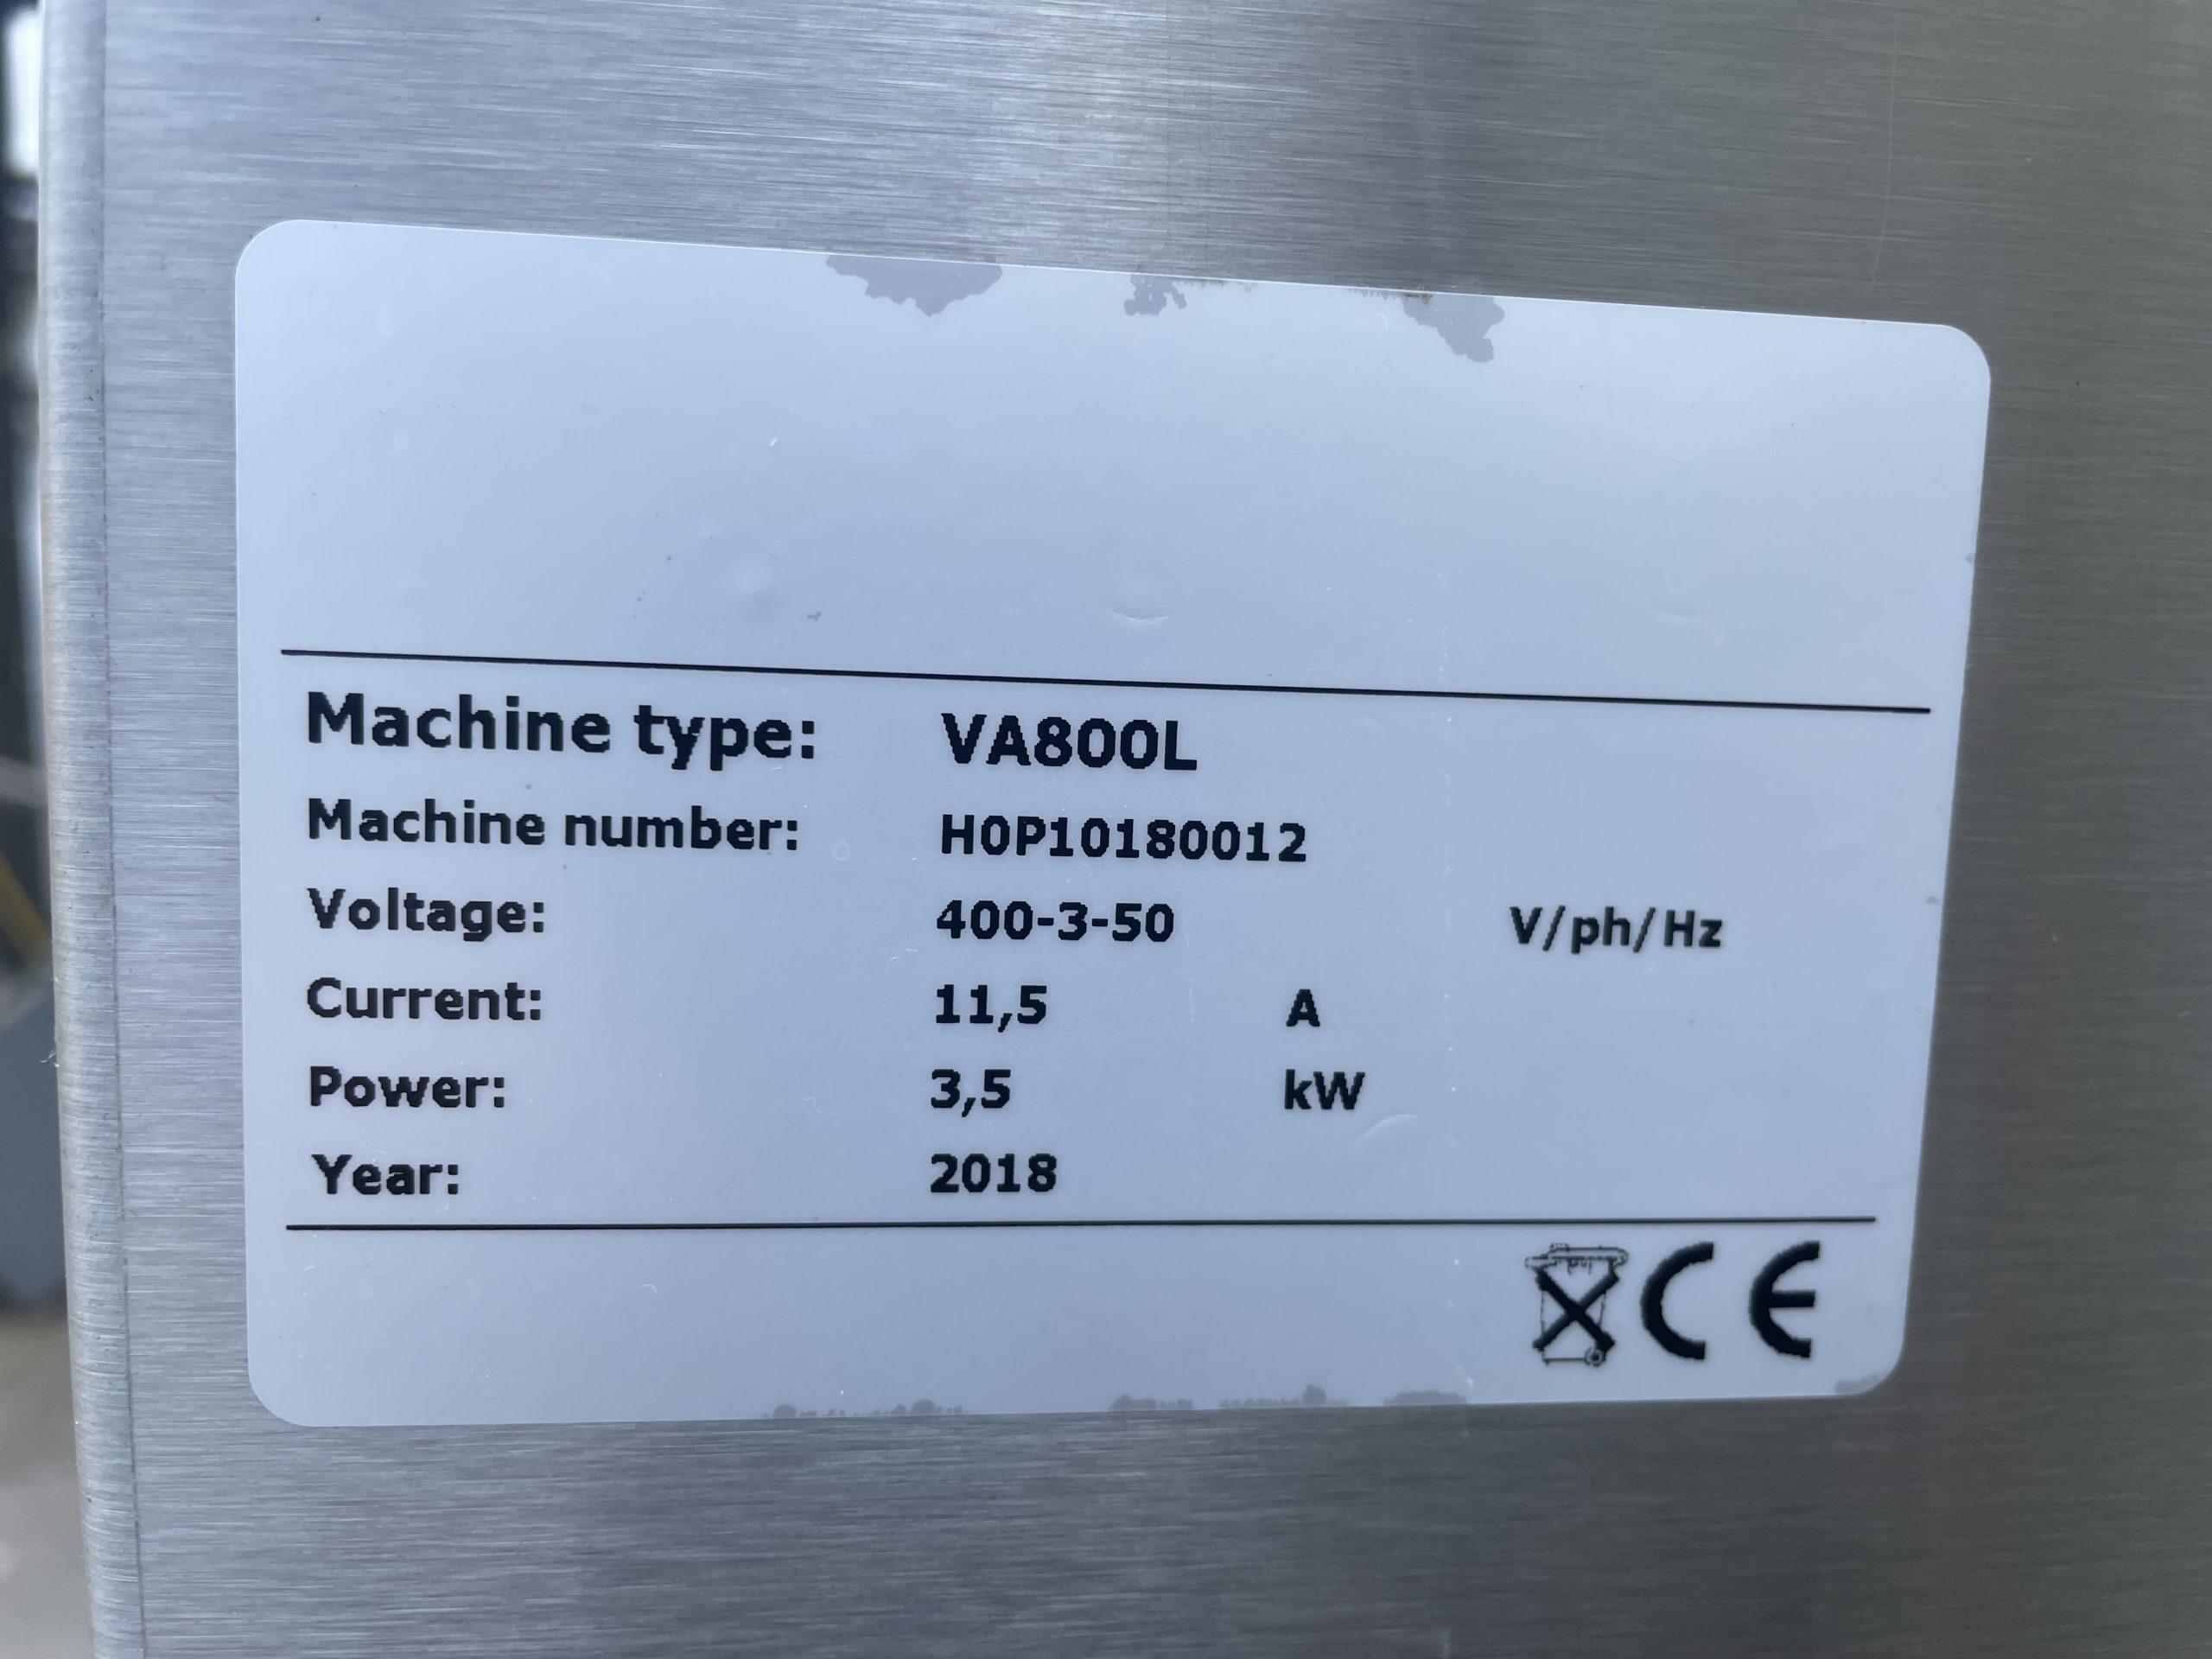 Machine type: VA800L
Machine number: H0P10180012
Voltage: 400-3-50 V/ph/Hz
Current: 11,5 A
Power: 3,5 kW
Year: 2018
CE